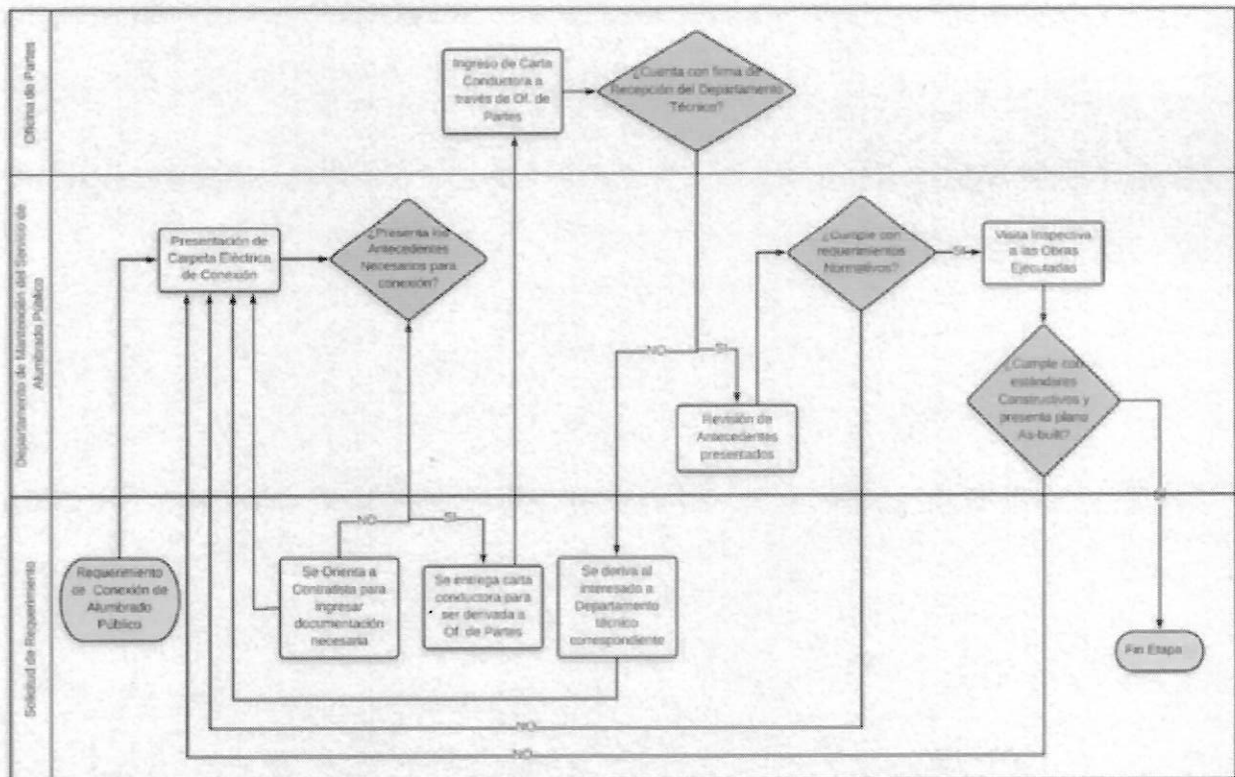 Oficina de Partes
Ingreso de Carta
Conductora a
través de Of. de
Partes
¿Cuenta con firma de
Recepción del Departamento
Técnico?
Departamento de Mantención del Servicio de
Alumbrado Público
Presentación de
Carpeta Eléctrica
de Conexión
¿Presenta los
Antecedentes
Necesarios para
conexión?
¿Cumple con
requerimientos
Normativos?
SI
Visita Inspectiva
a las Obras
Ejecutadas
NO
SI
Revisión de
Antecedentes
presentados
¿Cumple con
estándares
Constructivos y
presenta plano
As-built?
SI
Solicitud de Requerimiento
NO
SI
Requerimiento
de Conexión de
Alumbrado
Público
Se Orienta a
Contratista para
ingresar
documentación
necesaria
Se entrega carta
conductora para
ser derivada a
Of. de Partes
Se deriva al
interesado a
Departamento
técnico
correspondiente
Fin Etapa
NO
NO